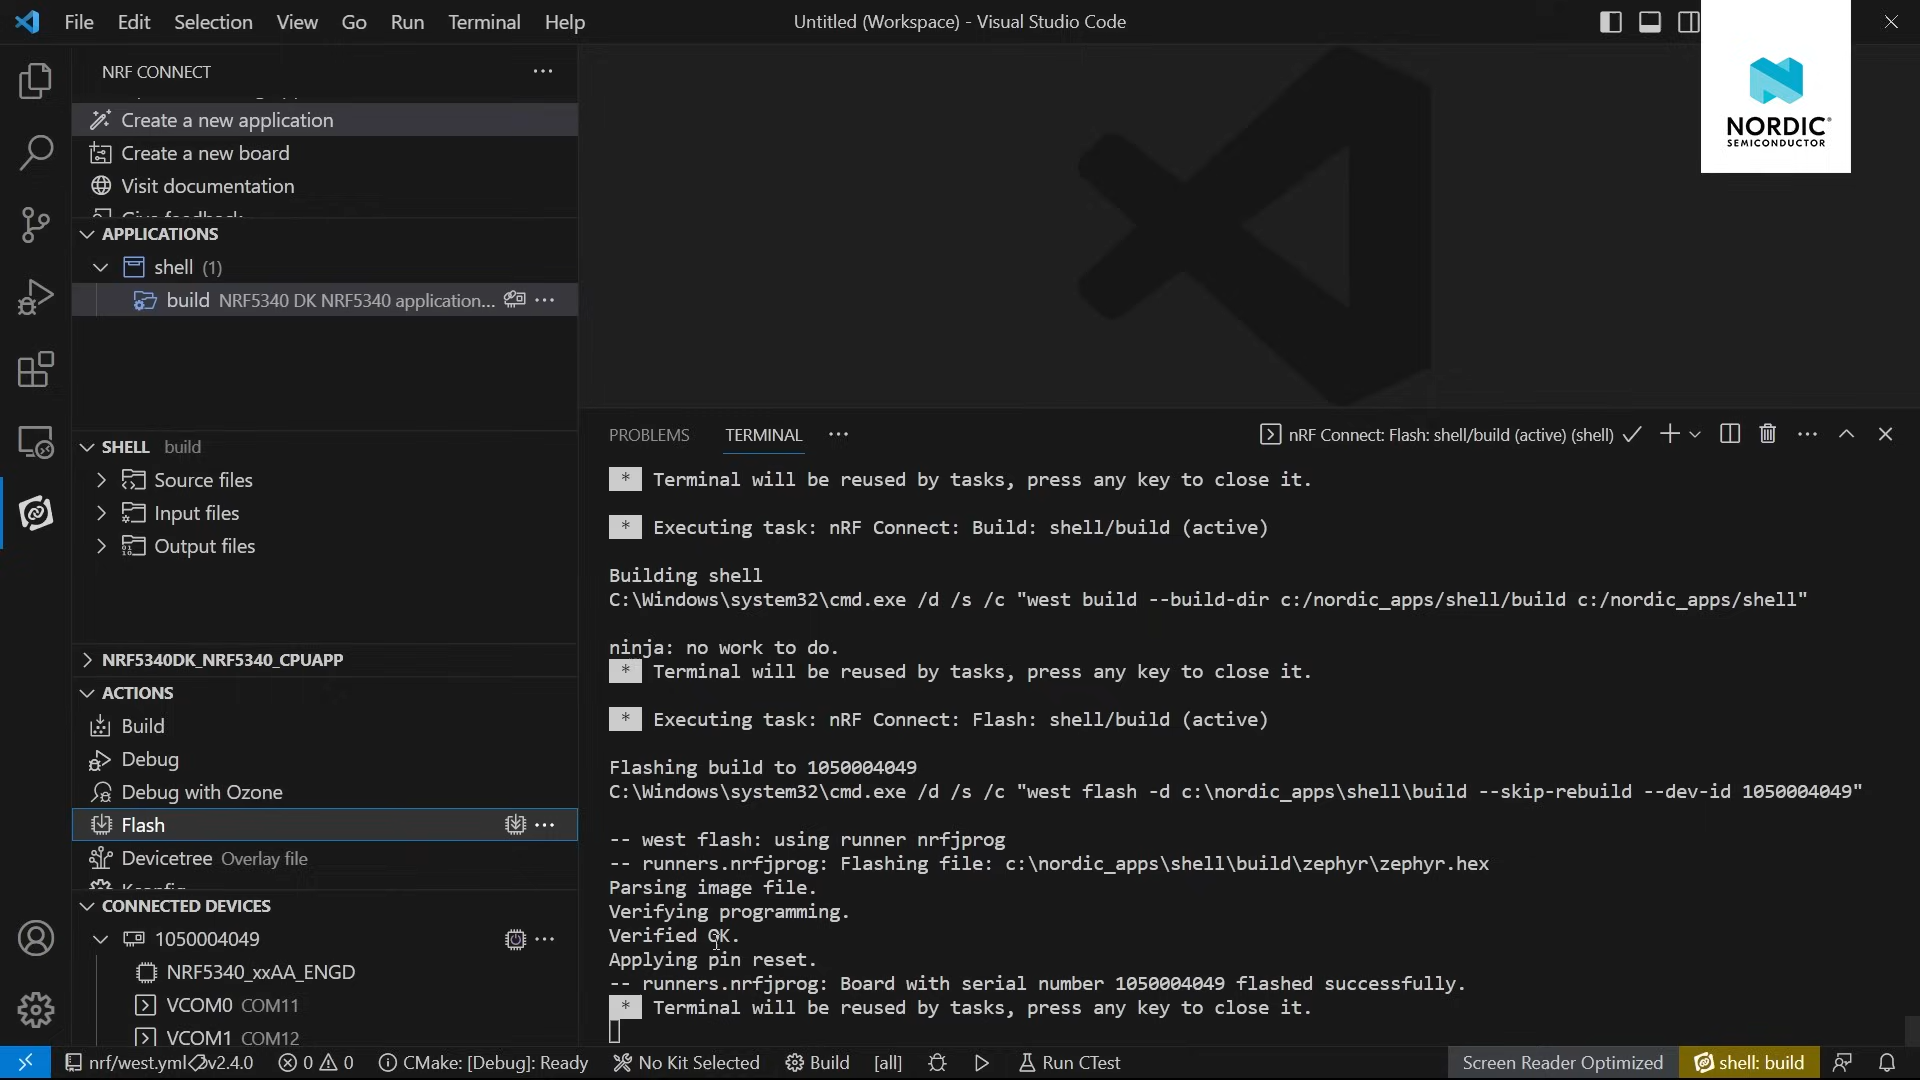 File Edit Selection View Go Run Terminal Help
Untitled (Workspace) - Visual Studio Code
NORDIC®
SEMICONDUCTOR
NRF CONNECT
Create a new application
Create a new board
Visit documentation
Give feedback
APPLICATIONS
shell (1)
build NRF5340 DK NRF5340 application...
SHELL build
Source files
Input files
Output files
NRF5340DK_NRF5340_CPUAPP
ACTIONS
Build
Debug
Debug with Ozone
Flash
Devicetree Overlay file
Kconfig
CONNECTED DEVICES
1050004049
NRF5340_xxAA_ENGD
VCOM0 COM11
VCOM1 COM12
PROBLEMS TERMINAL
nRF Connect: Flash: shell/build (active) (shell)
* Terminal will be reused by tasks, press any key to close it.
* Executing task: nRF Connect: Build: shell/build (active)
Building shell
C:\Windows\system32\cmd.exe /d /s /c "west build --build-dir c:/nordic_apps/shell/build c:/nordic_apps/shell"
ninja: no work to do.
* Terminal will be reused by tasks, press any key to close it.
* Executing task: nRF Connect: Flash: shell/build (active)
Flashing build to 1050004049
C:\Windows\system32\cmd.exe /d /s /c "west flash -d c:\nordic_apps\shell\build --skip-rebuild --dev-id 1050004049"
-- west flash: using runner nrfjprog
-- runners.nrfjprog: Flashing file: c:\nordic_apps\shell\build\zephyr\zephyr.hex
Parsing image file.
Verifying programming.
Verified OK.
Applying pin reset.
-- runners.nrfjprog: Board with serial number 1050004049 flashed successfully.
* Terminal will be reused by tasks, press any key to close it.
nrf/west.yml v2.4.0 0 0 CMake: [Debug]: Ready No Kit Selected Build [all] Run CTest Screen Reader Optimized shell: build